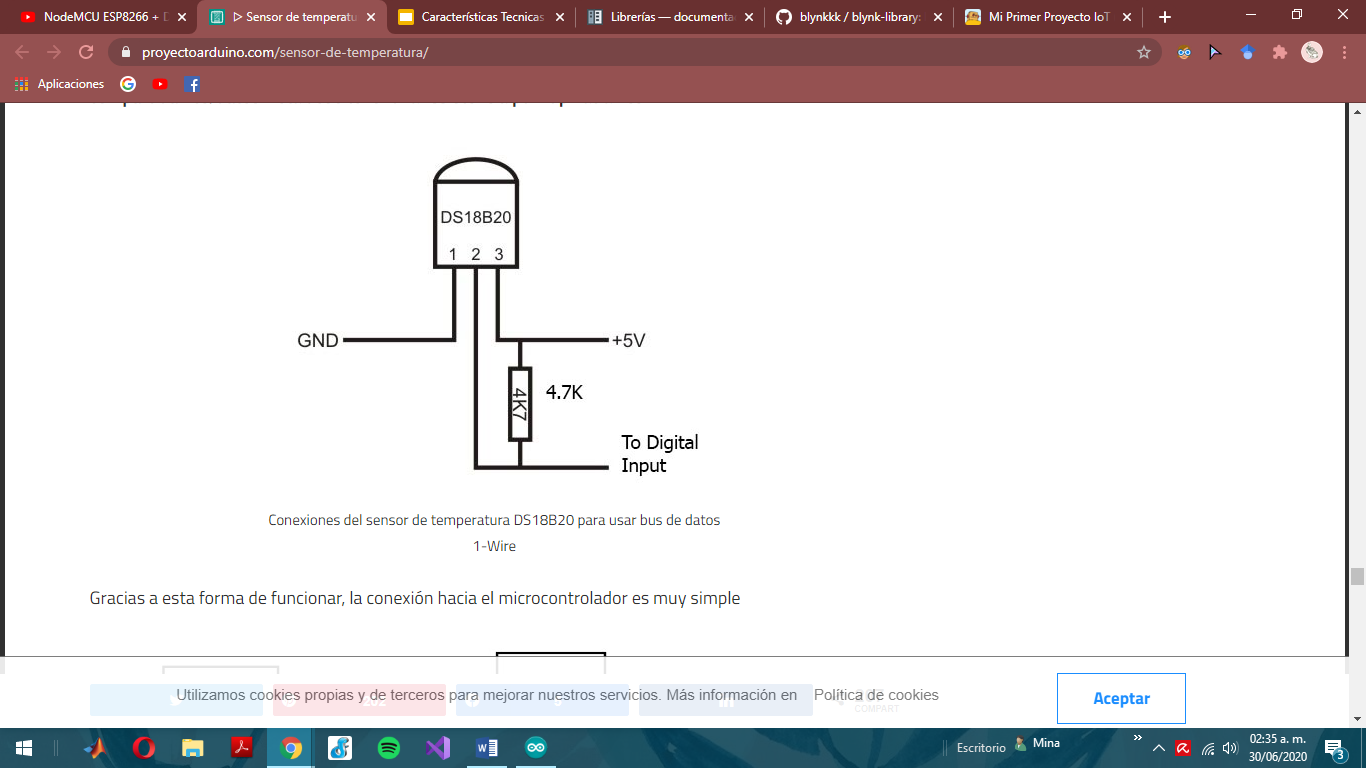 NodeMCU ESP8266 + D
▷ Sensor de temperatu
Características Tecnicas
Librerías — documenta
blynkkk / blynk-library:
Mi Primer Proyecto IoT
proyectoarduino.com/sensor-de-temperatura/
Aplicaciones
DS18B20
1 2 3
GND
+5V
4K7
4.7K
To Digital
Input
Conexiones del sensor de temperatura DS18B20 para usar bus de datos
1-Wire
Gracias a esta forma de funcionar, la conexión hacia el microcontrolador es muy simple
Utilizamos cookies propias y de terceros para mejorar nuestros servicios. Más información en Política de cookies
Aceptar
202
COMPART
Escritorio
Mina
02:35 a. m.
30/06/2020
3